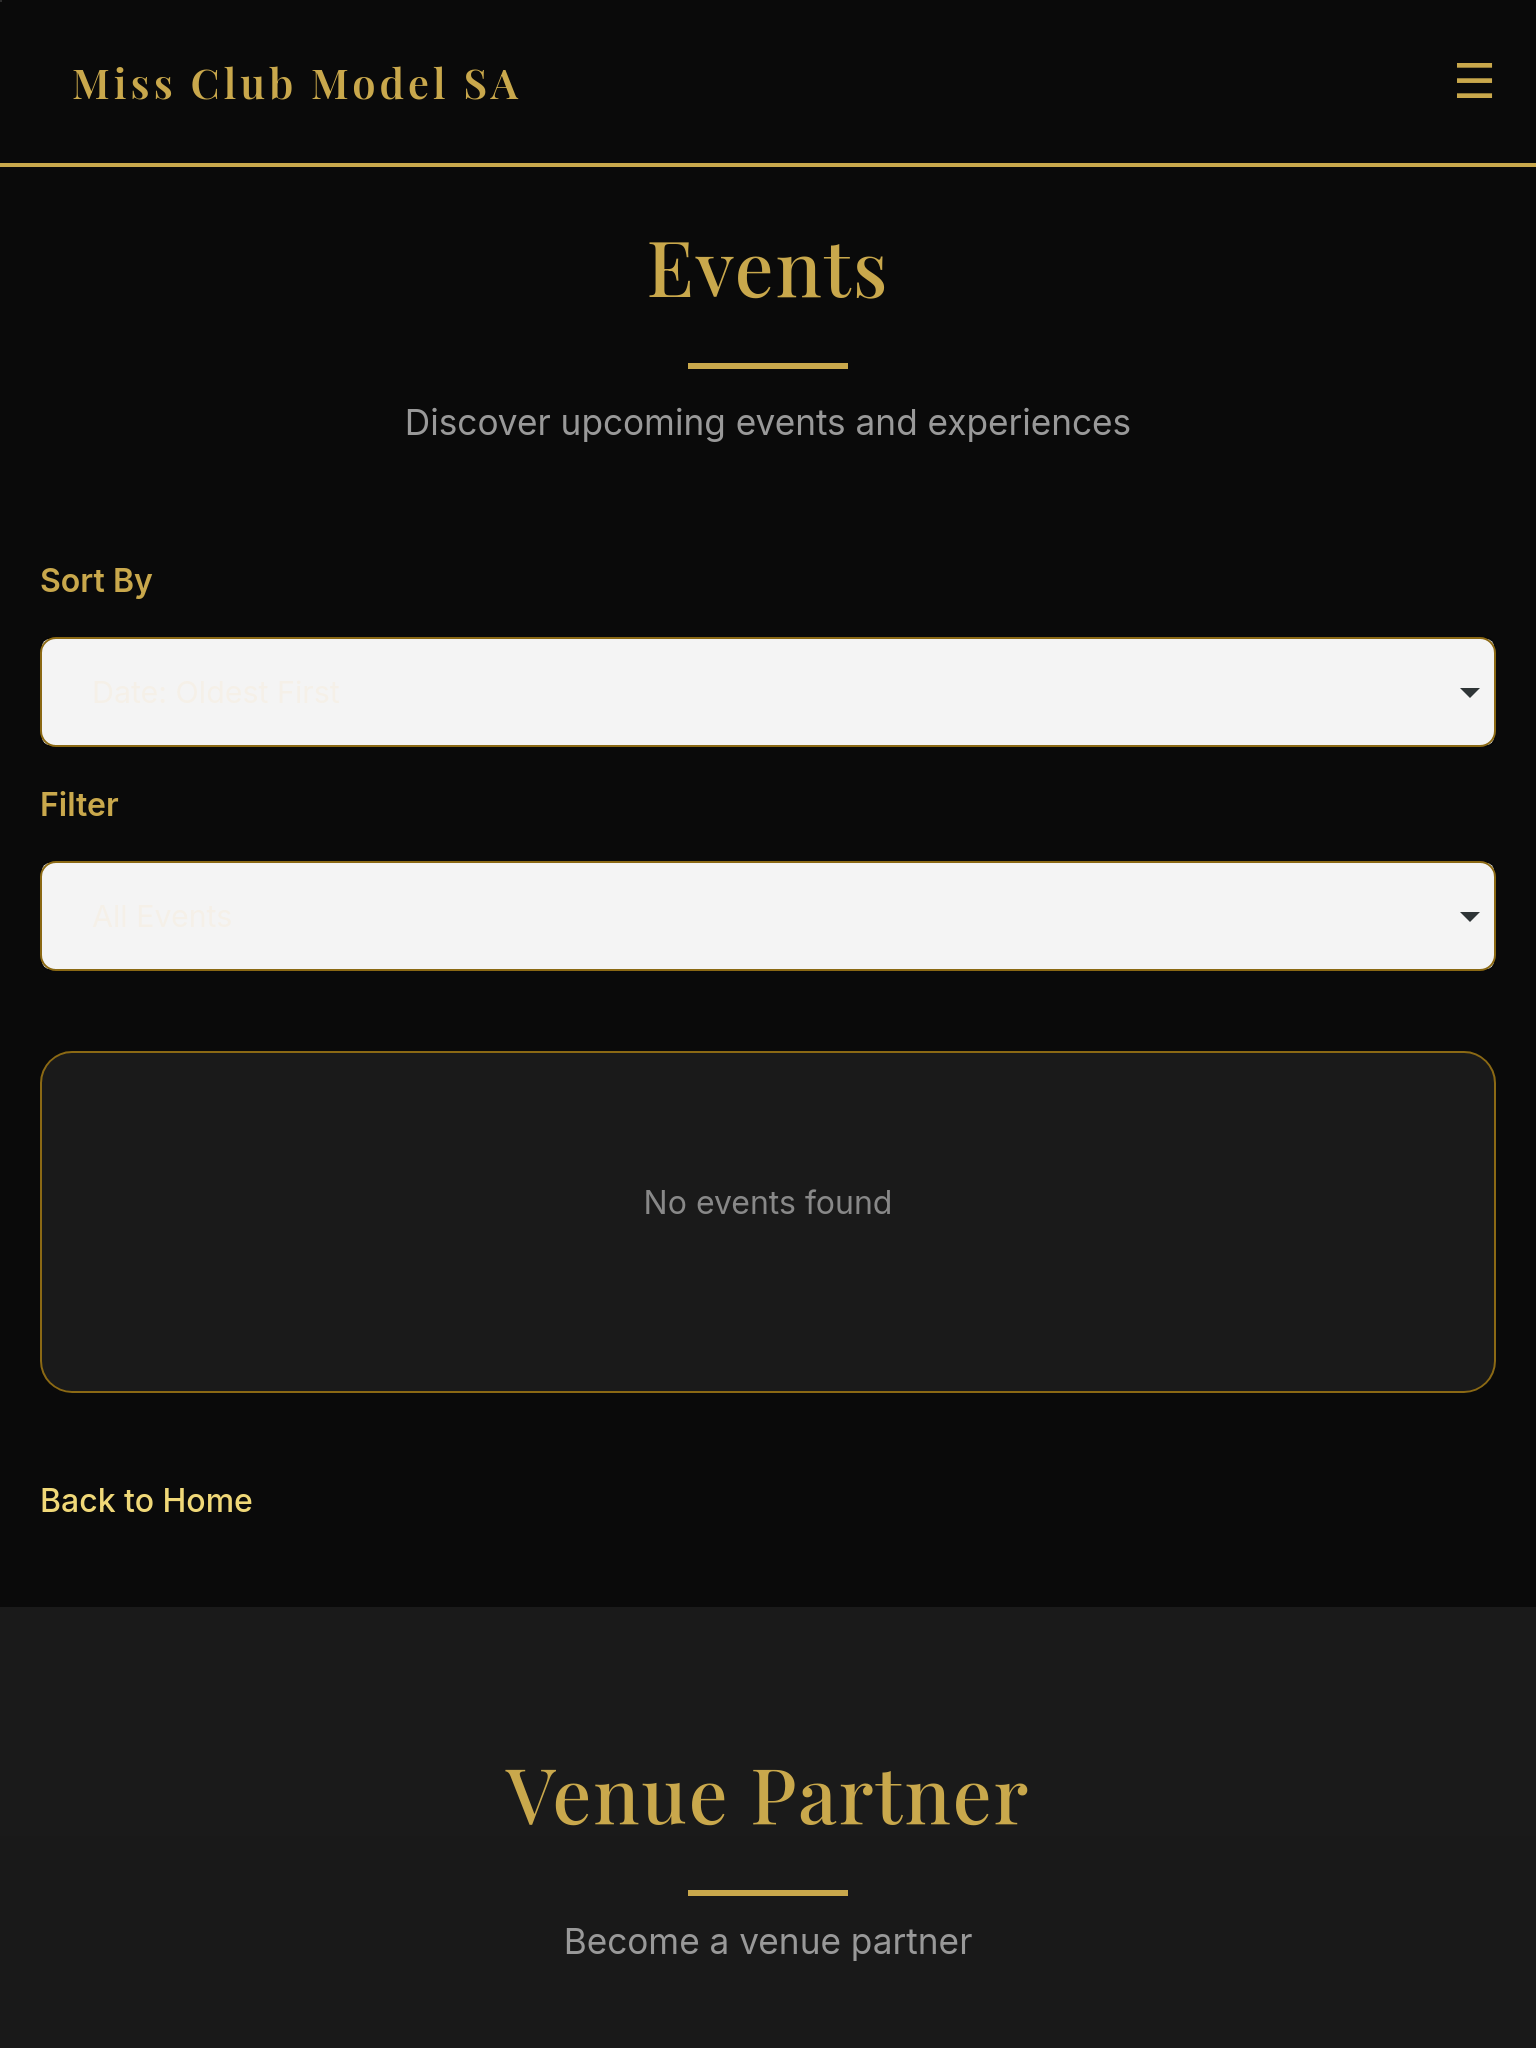 Miss Club Model SA
Events
Discover upcoming events and experiences
Sort By
Date: Oldest First
Filter
All Events
No events found
Back to Home
Venue Partner
Become a venue partner